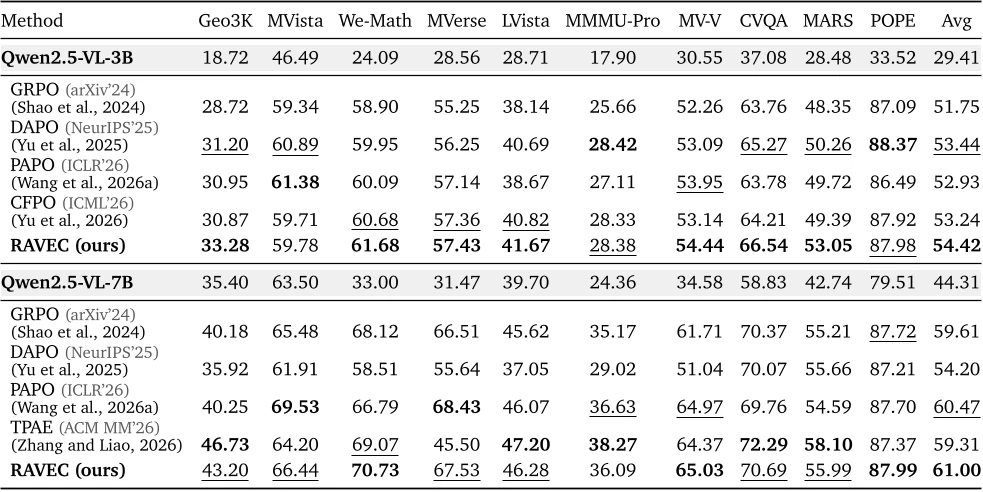 Method Geo3K MVista We-Math MVerse LVista MMMU-Pro MV-V CVQA MARS POPE Avg
Qwen2.5-VL-3B 18.72 46.49 24.09 28.56 28.71 17.90 30.55 37.08 28.48 33.52 29.41
GRPO (arXiv'24)
(Shao et al., 2024) 28.72 59.34 58.90 55.25 38.14 25.66 52.26 63.76 48.35 87.09 51.75
DAPO (NeurIPS'25)
(Yu et al., 2025) 31.20 60.89 59.95 56.25 40.69 28.42 53.09 65.27 50.26 88.37 53.44
PAPO (ICLR'26)
(Wang et al., 2026a) 30.95 61.38 60.09 57.14 38.67 27.11 53.95 63.78 49.72 86.49 52.93
CFPO (ICML'26)
(Yu et al., 2026) 30.87 59.71 60.68 57.36 40.82 28.33 53.14 64.21 49.39 87.92 53.24
RAVEC (ours) 33.28 59.78 61.68 57.43 41.67 28.38 54.44 66.54 53.05 87.98 54.42
Qwen2.5-VL-7B 35.40 63.50 33.00 31.47 39.70 24.36 34.58 58.83 42.74 79.51 44.31
GRPO (arXiv'24)
(Shao et al., 2024) 40.18 65.48 68.12 66.51 45.62 35.17 61.71 70.37 55.21 87.72 59.61
DAPO (NeurIPS'25)
(Yu et al., 2025) 35.92 61.91 58.51 55.64 37.05 29.02 51.04 70.07 55.66 87.21 54.20
PAPO (ICLR'26)
(Wang et al., 2026a) 40.25 69.53 66.79 68.43 46.07 36.63 64.97 69.76 54.59 87.70 60.47
TPAE (ACM MM'26)
(Zhang and Liao, 2026) 46.73 64.20 69.07 45.50 47.20 38.27 64.37 72.29 58.10 87.37 59.31
RAVEC (ours) 43.20 66.44 70.73 67.53 46.28 36.09 65.03 70.69 55.99 87.99 61.00